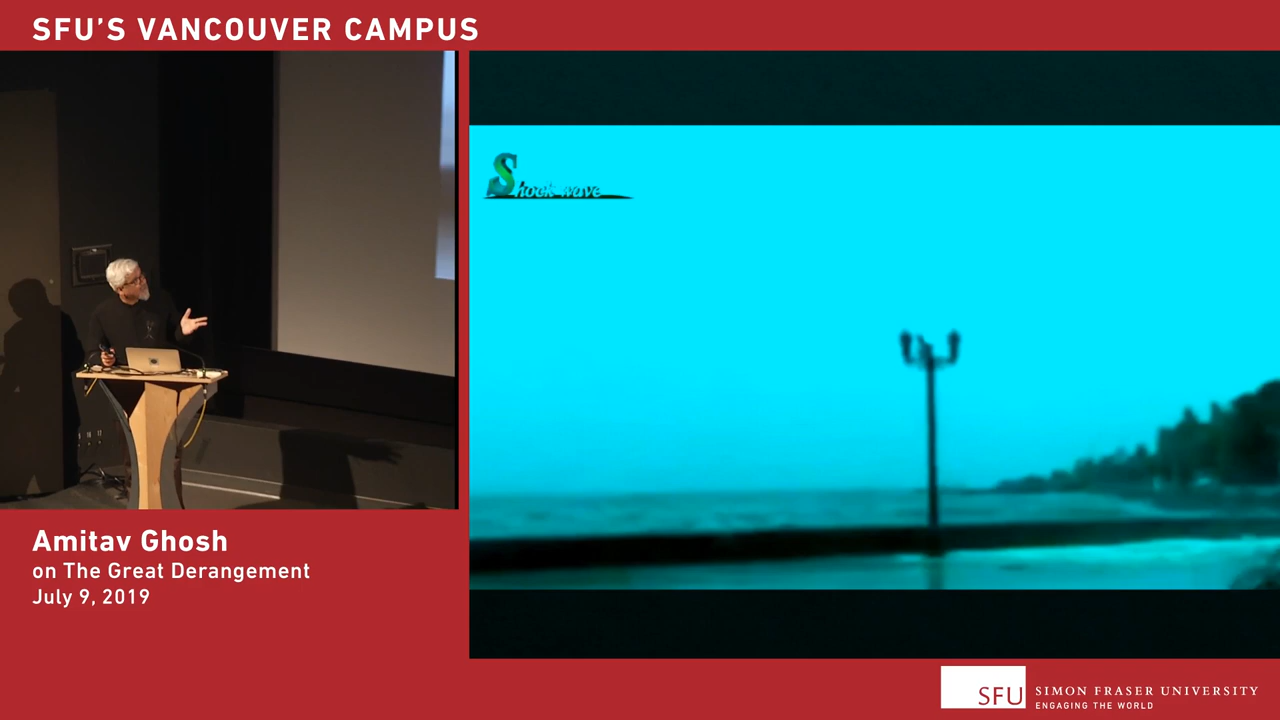 SFU'S VANCOUVER CAMPUS
Shock wave
Amitav Ghosh
on The Great Derangement
July 9, 2019
SFU
SIMON FRASER UNIVERSITY
ENGAGING THE WORLD